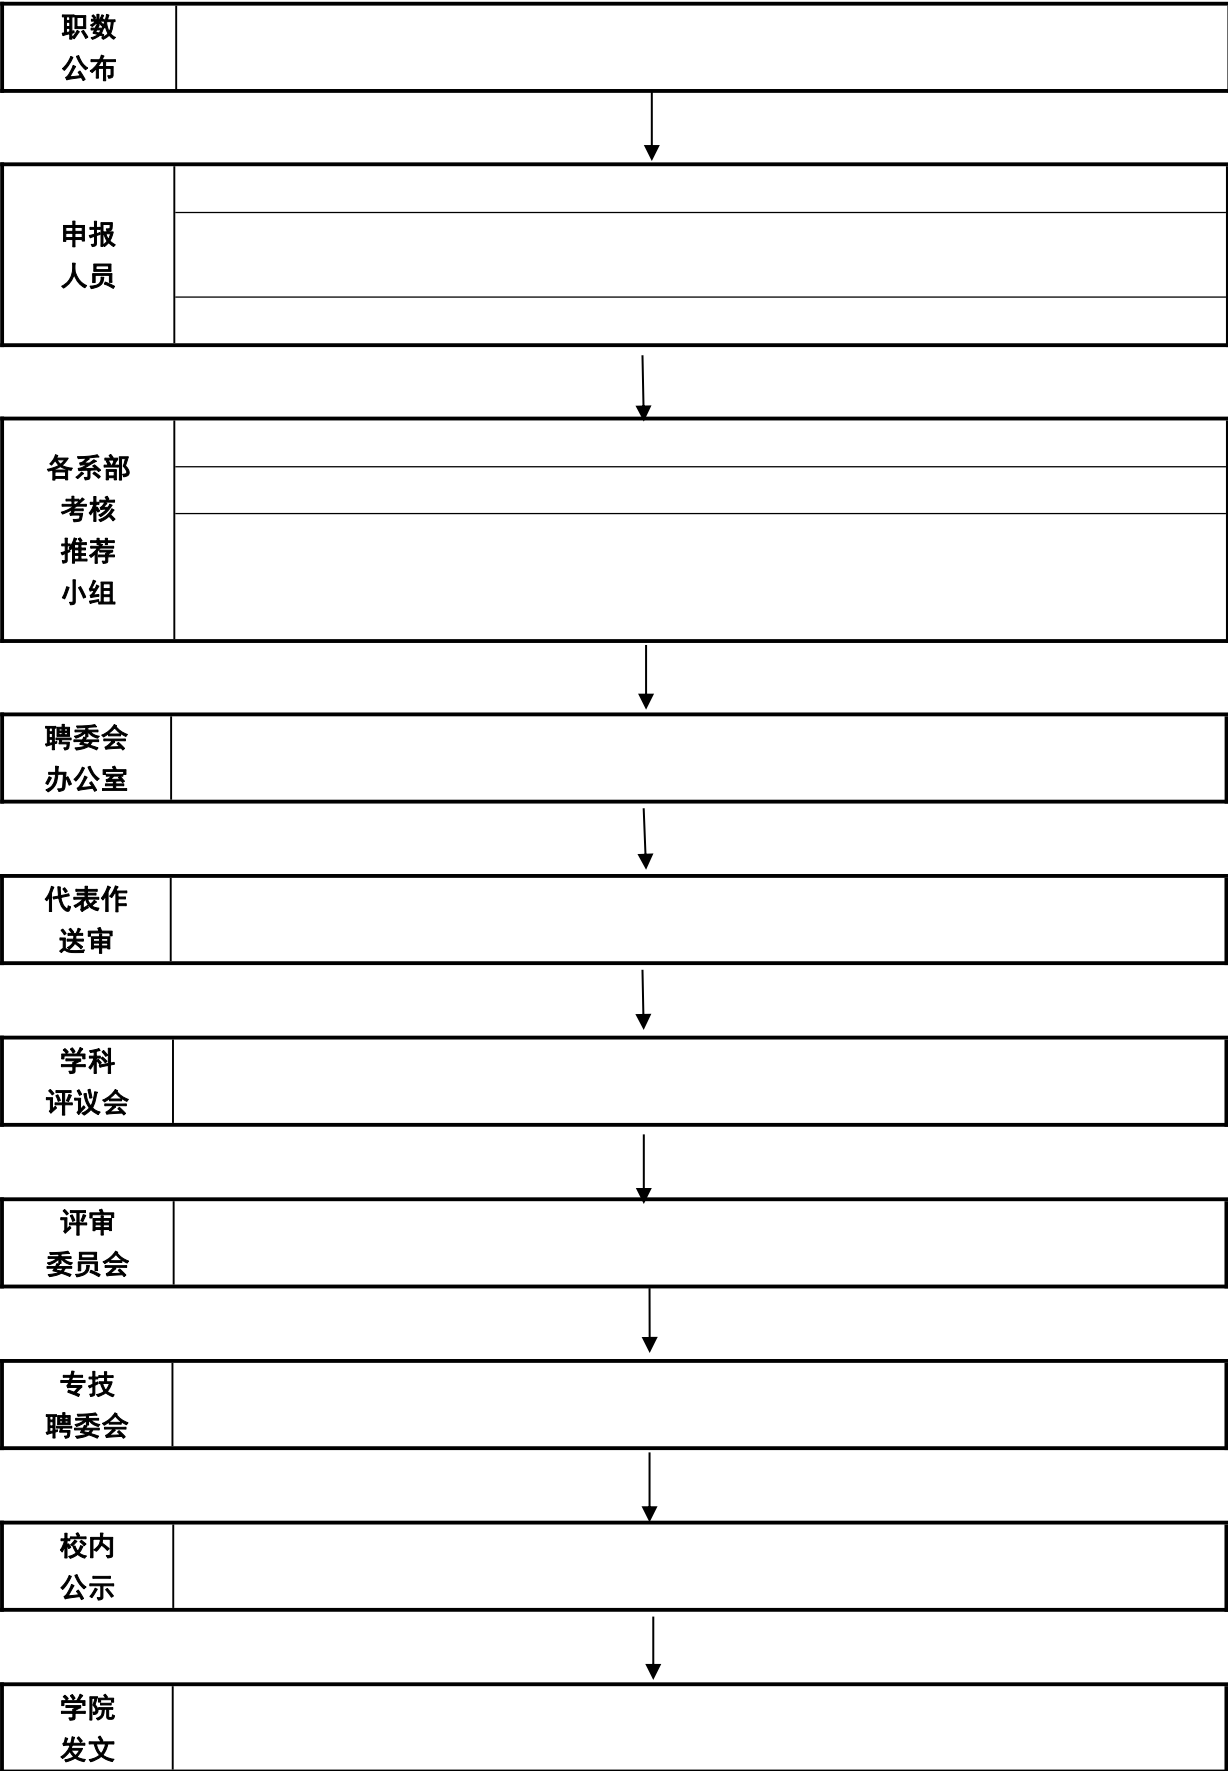 职数
公布
申报
人员
各系部
考核
推荐
小组
聘委会
办公室
代表作
送审
学科
评议会
评审
委员会
专技
聘委会
校内
公示
学院
发文